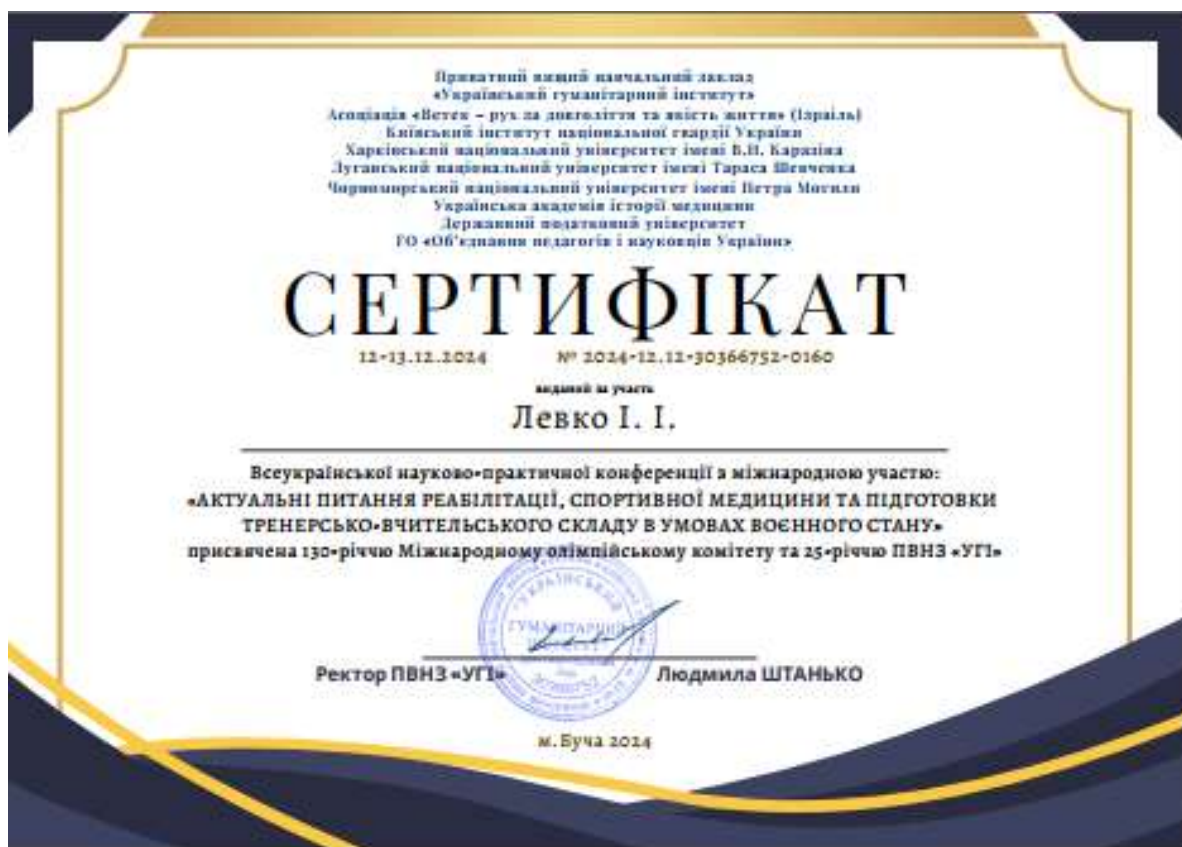 Приватний вищий навчальний заклад
«Український гуманітарний інститут»
Асоціація «Ветек – рух за довголіття та якість життя» (Ізраїль)
Київський інститут національної гвардії України
Харківський національний університет імені В.Н. Каразіна
Луганський національний університет імені Тараса Шевченка
Чорноморський національний університет імені Петра Могили
Українська академія історії медицини
Державний податковий університет
ГО «Об'єднання педагогів і науковців України»
СЕРТИФІКАТ
12-13.12.2024 № 2024-12.12-30366752-0160
виданий за участь
Левко І. І.
Всеукраїнської науково-практичної конференції з міжнародною участю:
«АКТУАЛЬНІ ПИТАННЯ РЕАБІЛІТАЦІЇ, СПОРТИВНОЇ МЕДИЦИНИ ТА ПІДГОТОВКИ
ТРЕНЕРСЬКО-ВЧИТЕЛЬСЬКОГО СКЛАДУ В УМОВАХ ВОЄННОГО СТАНУ»
присвячена 130-річчю Міжнародному олімпійському комітету та 25-річчю ПВНЗ «УГІ»
УКРАЇНСЬКИЙ
ГУМАНІТАРНИЙ
Ректор ПВНЗ «УГІ» Людмила ШТАНЬКО
м.Буча 2024